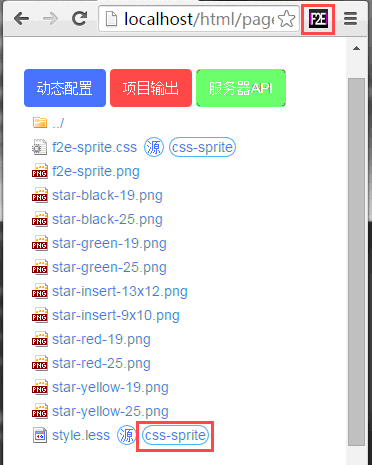 localhost/html/page
F2E
动态配置 项目输出 服务器API
../
f2e-sprite.css 源 css-sprite
f2e-sprite.png
star-black-19.png
star-black-25.png
star-green-19.png
star-green-25.png
star-insert-13x12.png
star-insert-9x10.png
star-red-19.png
star-red-25.png
star-yellow-19.png
star-yellow-25.png
style.less 源 css-sprite